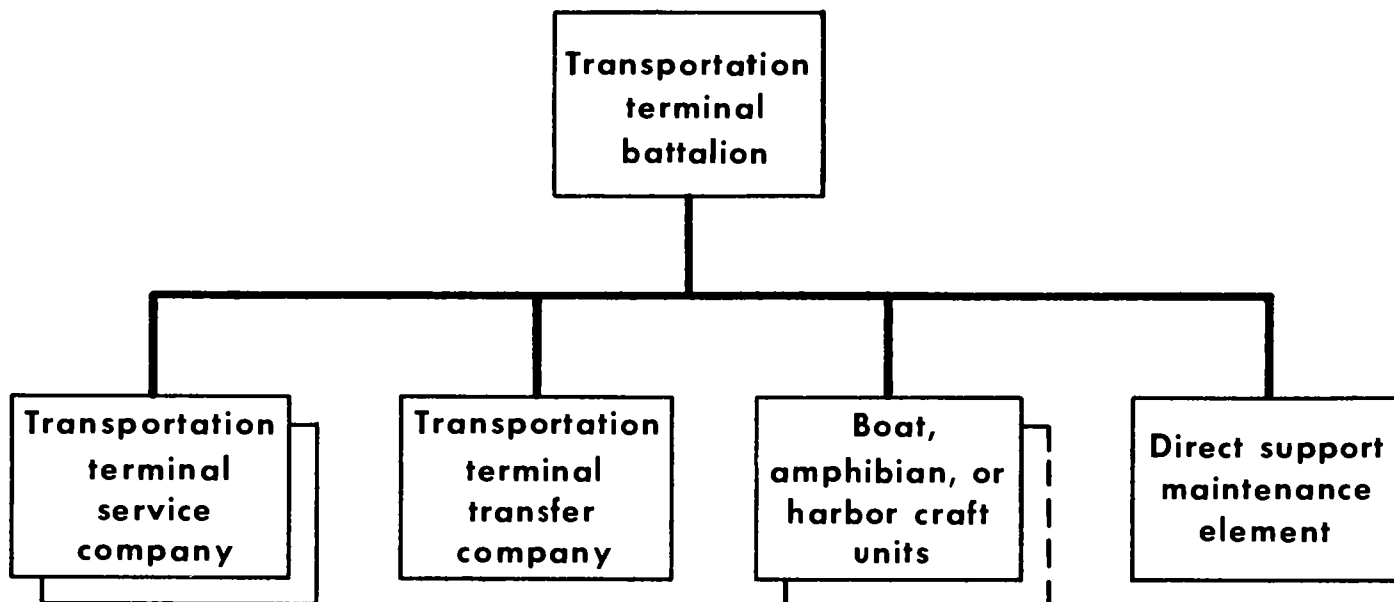 Transportation
terminal
battalion
Transportation
terminal
service
company
Transportation
terminal
transfer
company
Boat,
amphibian, or
harbor craft
units
Direct support
maintenance
element